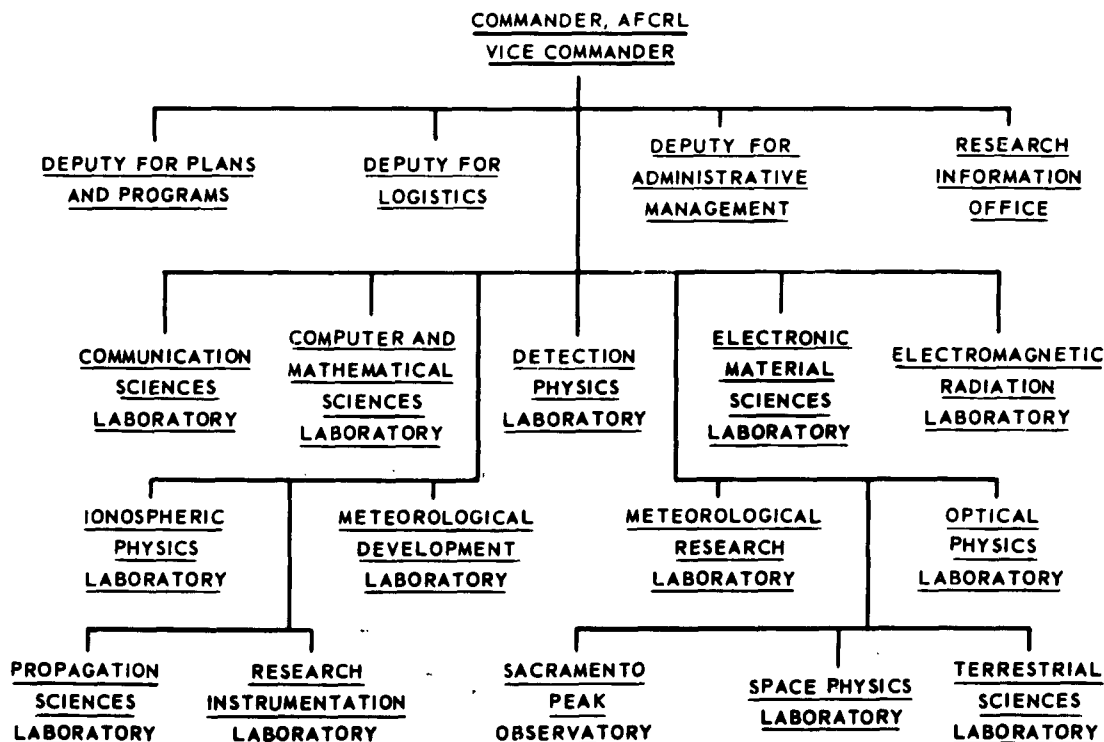 COMMANDER, AFCRL
VICE COMMANDER
DEPUTY FOR PLANS
AND PROGRAMS
DEPUTY FOR
LOGISTICS
DEPUTY FOR
ADMINISTRATIVE
MANAGEMENT
RESEARCH
INFORMATION
OFFICE
COMMUNICATION
SCIENCES
LABORATORY
COMPUTER AND
MATHEMATICAL
SCIENCES
LABORATORY
DETECTION
PHYSICS
LABORATORY
ELECTRONIC
MATERIAL
SCIENCES
LABORATORY
ELECTROMAGNETIC
RADIATION
LABORATORY
IONOSPHERIC
PHYSICS
LABORATORY
METEOROLOGICAL
DEVELOPMENT
LABORATORY
METEOROLOGICAL
RESEARCH
LABORATORY
OPTICAL
PHYSICS
LABORATORY
PROPAGATION
SCIENCES
LABORATORY
RESEARCH
INSTRUMENTATION
LABORATORY
SACRAMENTO
PEAK
OBSERVATORY
SPACE PHYSICS
LABORATORY
TERRESTRIAL
SCIENCES
LABORATORY